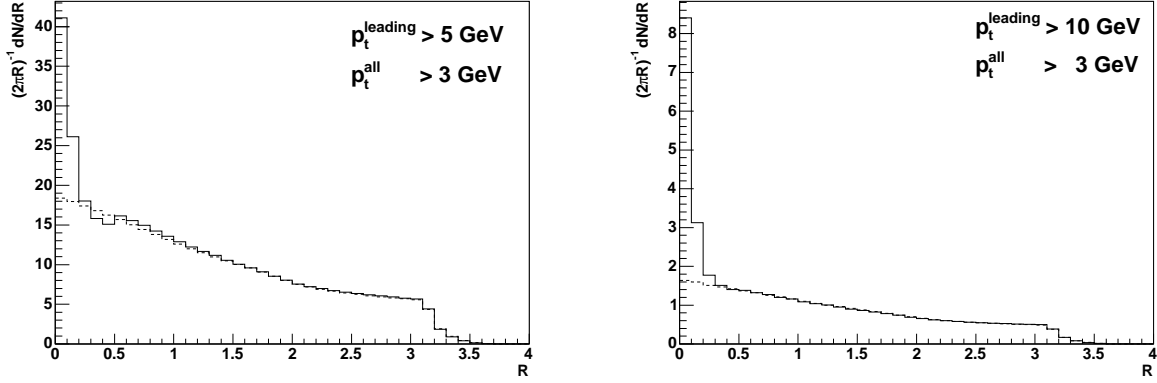 (2πR)⁻¹ dN/dR
40
35
30
25
20
15
10
5
0
p_t^leading > 5 GeV
p_t^all > 3 GeV
0 0.5 1 1.5 2 2.5 3 3.5 4
R
(2πR)⁻¹ dN/dR
8
7
6
5
4
3
2
1
0
p_t^leading > 10 GeV
p_t^all > 3 GeV
0 0.5 1 1.5 2 2.5 3 3.5 4
R